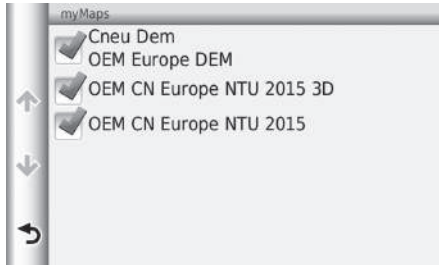 myMaps
Cneu Dem
OEM Europe DEM
OEM CN Europe NTU 2015 3D
OEM CN Europe NTU 2015